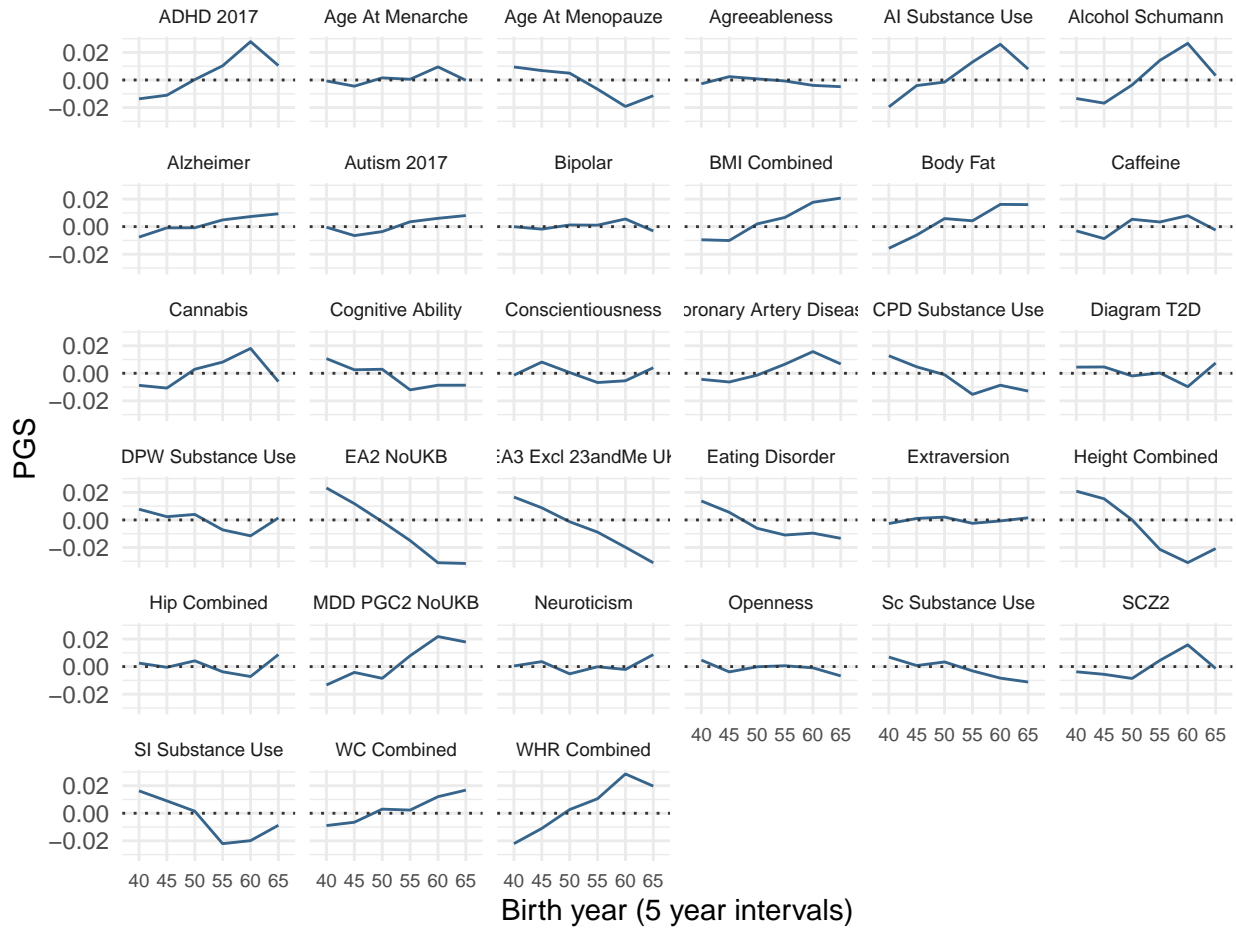 ADHD 2017 Age At Menarche Age At Menopauze Agreeableness AI Substance Use Alcohol Schumann
0.02
0.00
−0.02
Alzheimer Autism 2017 Bipolar BMI Combined Body Fat Caffeine
0.02
0.00
−0.02
Cannabis Cognitive Ability Conscientiousness oronary Artery Diseas CPD Substance Use Diagram T2D
0.02
0.00
−0.02
PGS
DPW Substance Use EA2 NoUKB EA3 Excl 23andMe UK Eating Disorder Extraversion Height Combined
0.02
0.00
−0.02
Hip Combined MDD PGC2 NoUKB Neuroticism Openness Sc Substance Use SCZ2
0.02
0.00
−0.02
40 45 50 55 60 65 40 45 50 55 60 65 40 45 50 55 60 65
SI Substance Use WC Combined WHR Combined
0.02
0.00
−0.02
40 45 50 55 60 65 40 45 50 55 60 65 40 45 50 55 60 65
Birth year (5 year intervals)